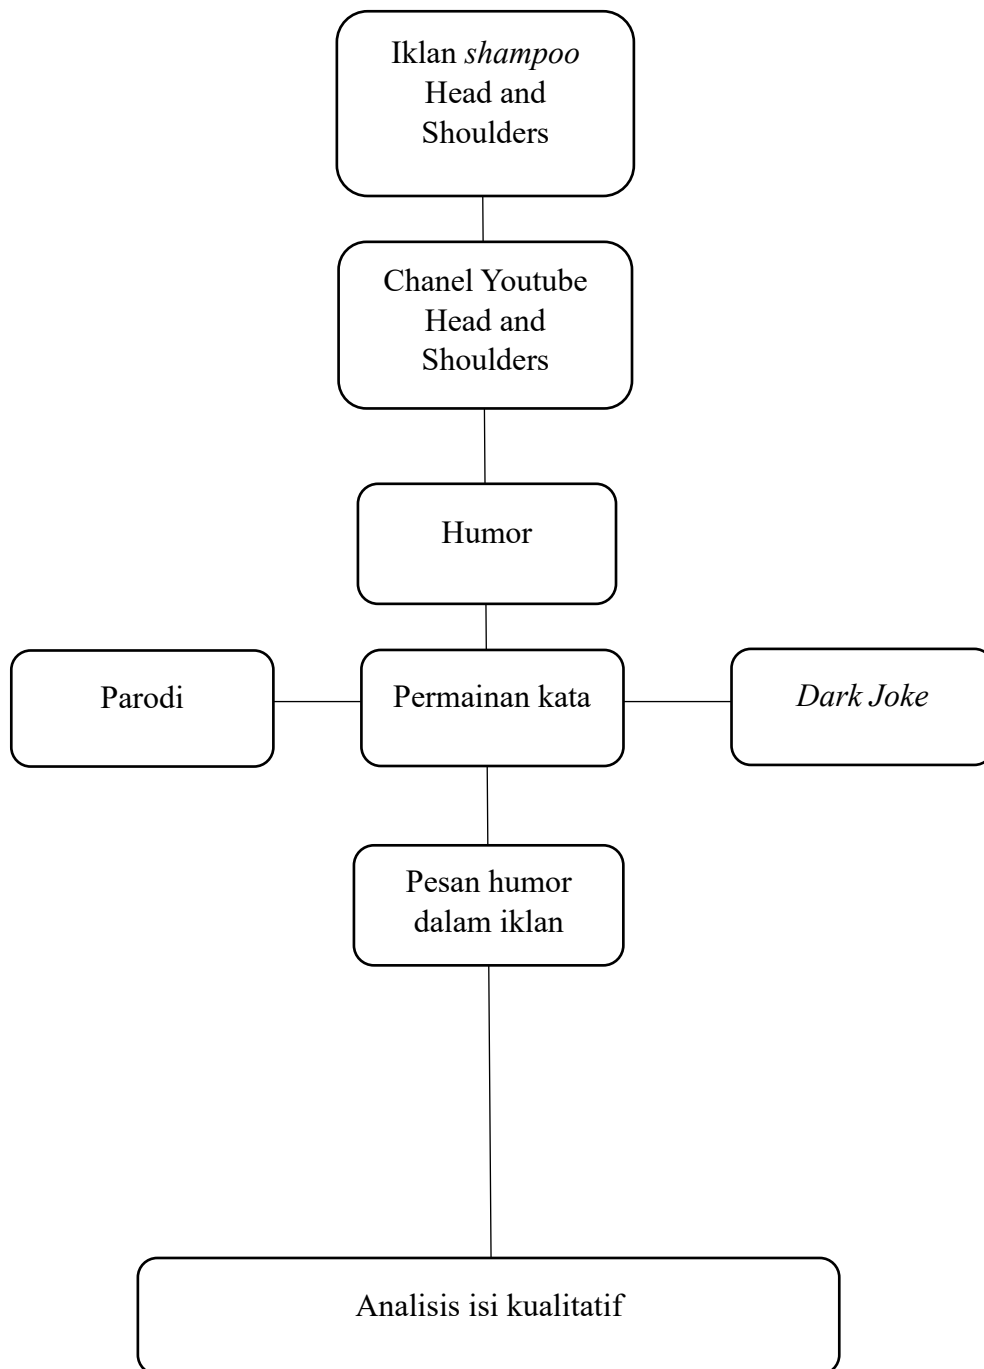 Iklan shampoo
Head and
Shoulders
Chanel Youtube
Head and
Shoulders
Humor
Parodi
Permainan kata
Dark Joke
Pesan humor
dalam iklan
Analisis isi kualitatif